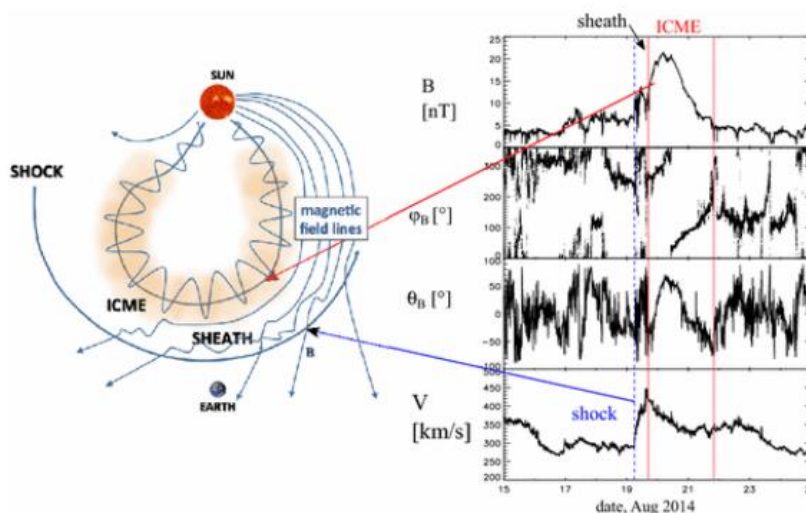 sheath
ICME
SUN
SHOCK
magnetic
field lines
ICME
SHEATH
B
EARTH
B
[nT]
25
20
15
10
5
0
φB [°]
300
200
100
0
θB [°]
100
50
0
-50
100
V
[km/s]
shock
500
450
400
350
300
250
200
15
17
19
21
23
date, Aug 2014